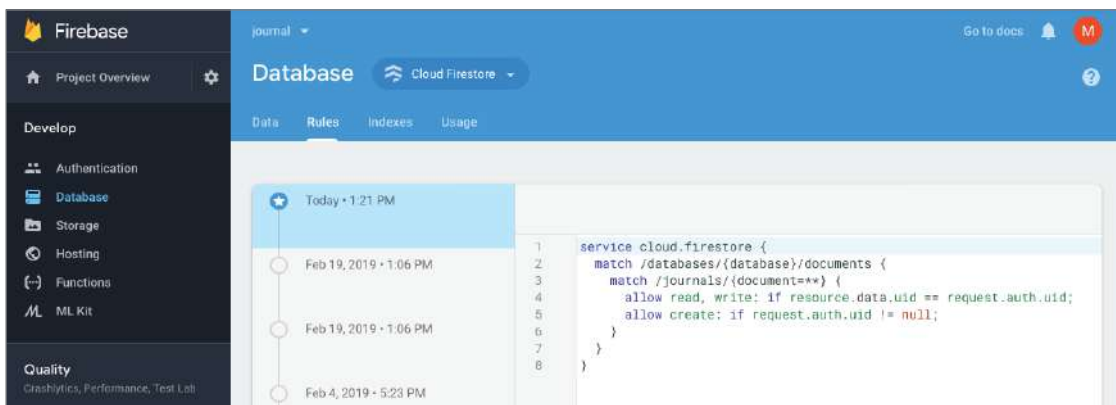 Firebase
journal
Go to docs
M
Project Overview
Database
Cloud Firestore
?
Develop
Data Rules Indexes Usage
Authentication
Database
Storage
Hosting
Functions
ML Kit
Today • 1:21 PM
Feb 19, 2019 • 1:06 PM
Feb 19, 2019 • 1:06 PM
Feb 4, 2019 • 5:23 PM
1 service cloud.firestore {
2 match /databases/{database}/documents {
3 match /journals/{document=**} {
4 allow read, write: if resource.data.uid == request.auth.uid;
5 allow create: if request.auth.uid != null;
6 }
7 }
8 }
Quality
Crashlytics, Performance, Test Lab